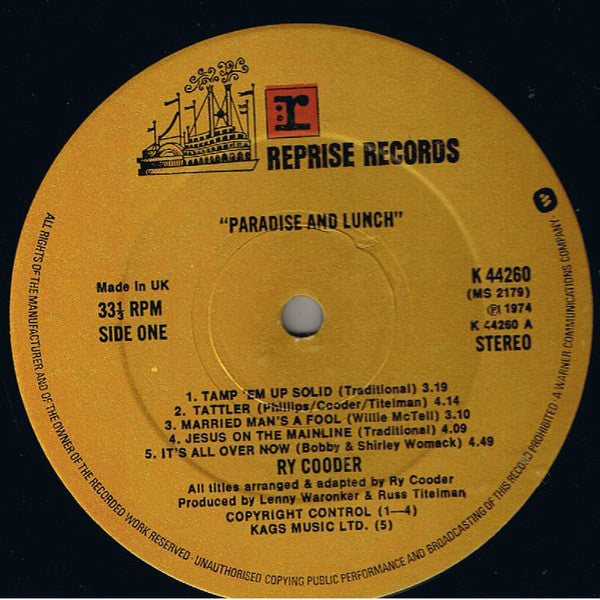 r
REPRISE RECORDS
"PARADISE AND LUNCH"
Made In UK
33⅓ RPM
SIDE ONE
K 44260
(MS 2179)
Ⓟ 1974
K 44260 A
STEREO
1. TAMP 'EM UP SOLID (Traditional) 3.19
2. TATTLER (Phillips/Cooder/Titelman) 4.14
3. MARRIED MAN'S A FOOL (Willie McTell) 3.10
4. JESUS ON THE MAINLINE (Traditional) 4.09
5. IT'S ALL OVER NOW (Bobby & Shirley Womack) 4.49
RY COODER
All titles arranged & adapted by Ry Cooder
Produced by Lenny Waronker & Russ Titelman
COPYRIGHT CONTROL (1—4)
KAGS MUSIC LTD. (5)
ALL RIGHTS OF THE MANUFACTURER AND OF THE OWNER OF THE RECORDED WORK RESERVED · UNAUTHORISED COPYING PUBLIC PERFORMANCE AND BROADCASTING OF THIS RECORD PROHIBITED A WARNER COMMUNICATIONS COMPANY ·